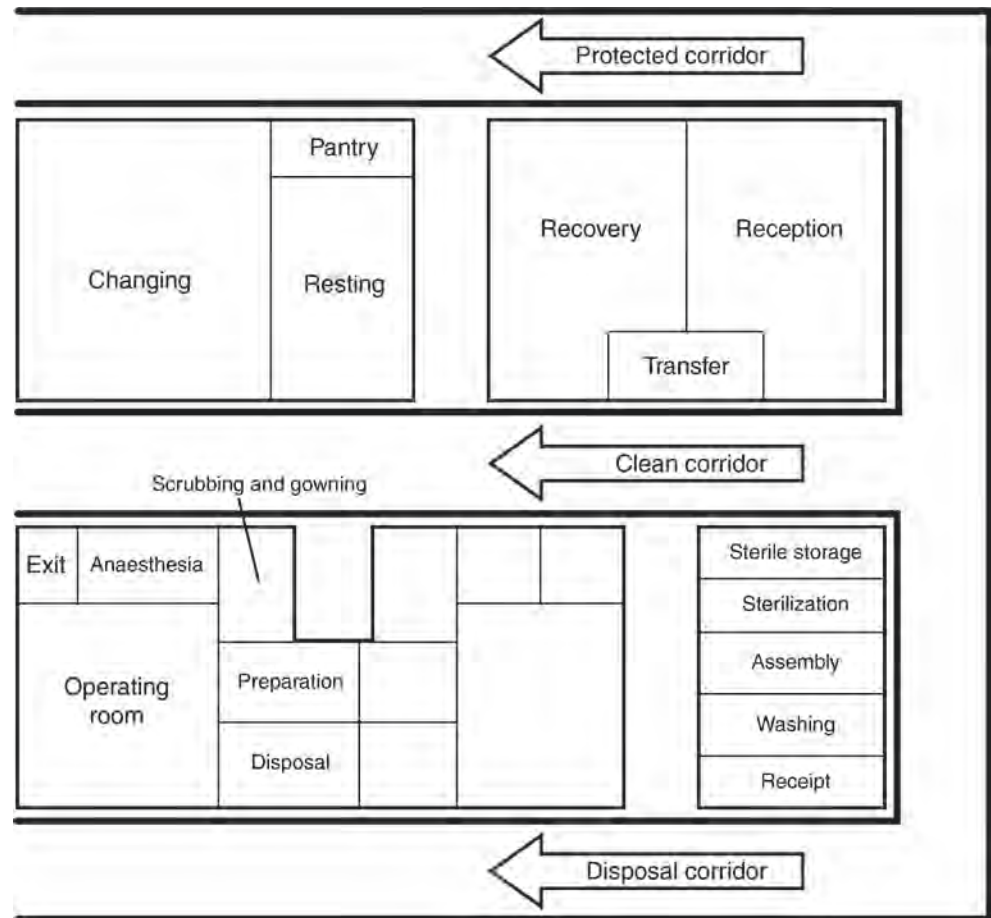 Protected corridor
Pantry
Changing
Resting
Recovery
Reception
Transfer
Clean corridor
Scrubbing and gowning
Exit
Anaesthesia
Operating
room
Preparation
Disposal
Sterile storage
Sterilization
Assembly
Washing
Receipt
Disposal corridor